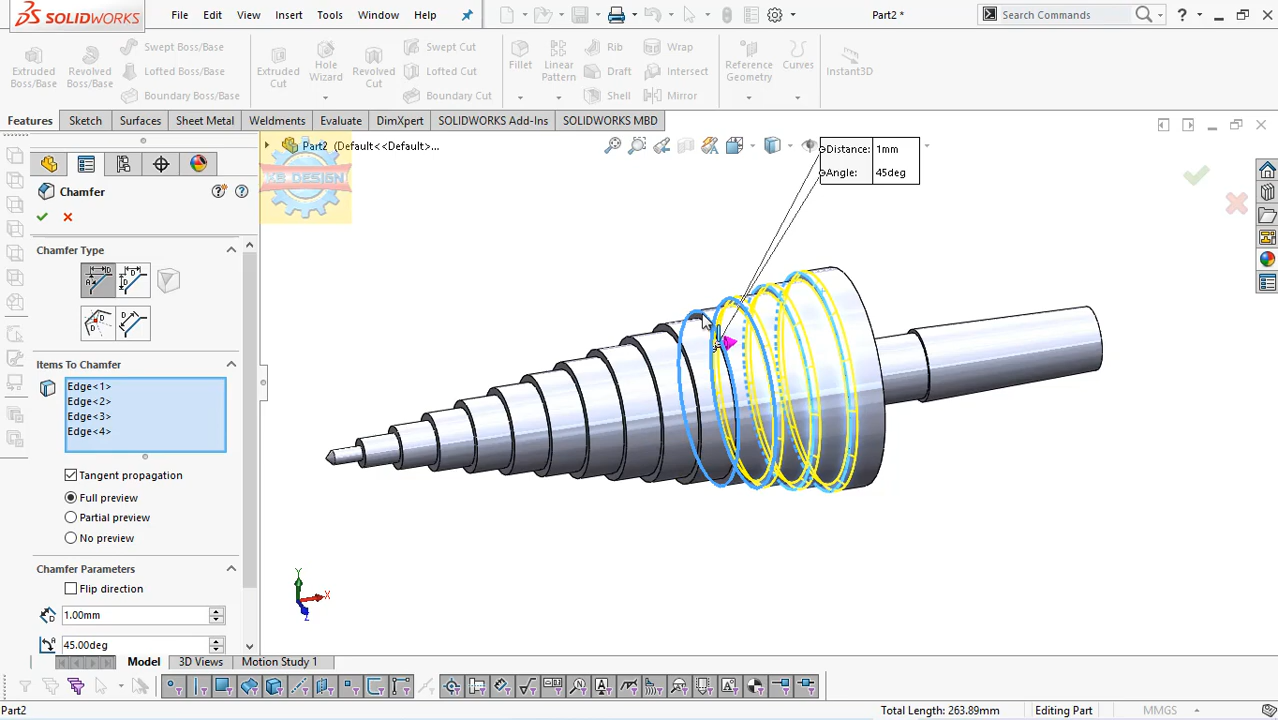 SOLIDWORKS File Edit View Insert Tools Window Help Part2 * Search Commands
Extruded Boss/Base
Revolved Boss/Base
Swept Boss/Base
Lofted Boss/Base
Boundary Boss/Base
Extruded Cut
Hole Wizard
Revolved Cut
Swept Cut
Lofted Cut
Boundary Cut
Fillet
Linear Pattern
Rib
Draft
Shell
Wrap
Intersect
Mirror
Reference Geometry
Curves
Instant3D
Features Sketch Surfaces Sheet Metal Weldments Evaluate DimXpert SOLIDWORKS Add-Ins SOLIDWORKS MBD
Part2 (Default<<Default>...
Distance: 1mm
Angle: 45deg
Chamfer
Chamfer Type
Items To Chamfer
Edge<1>
Edge<2>
Edge<3>
Edge<4>
Tangent propagation
Full preview
Partial preview
No preview
Chamfer Parameters
Flip direction
1.00mm
45.00deg
Y
X
Z
Model 3D Views Motion Study 1
Part2 Total Length: 263.89mm Editing Part MMGS